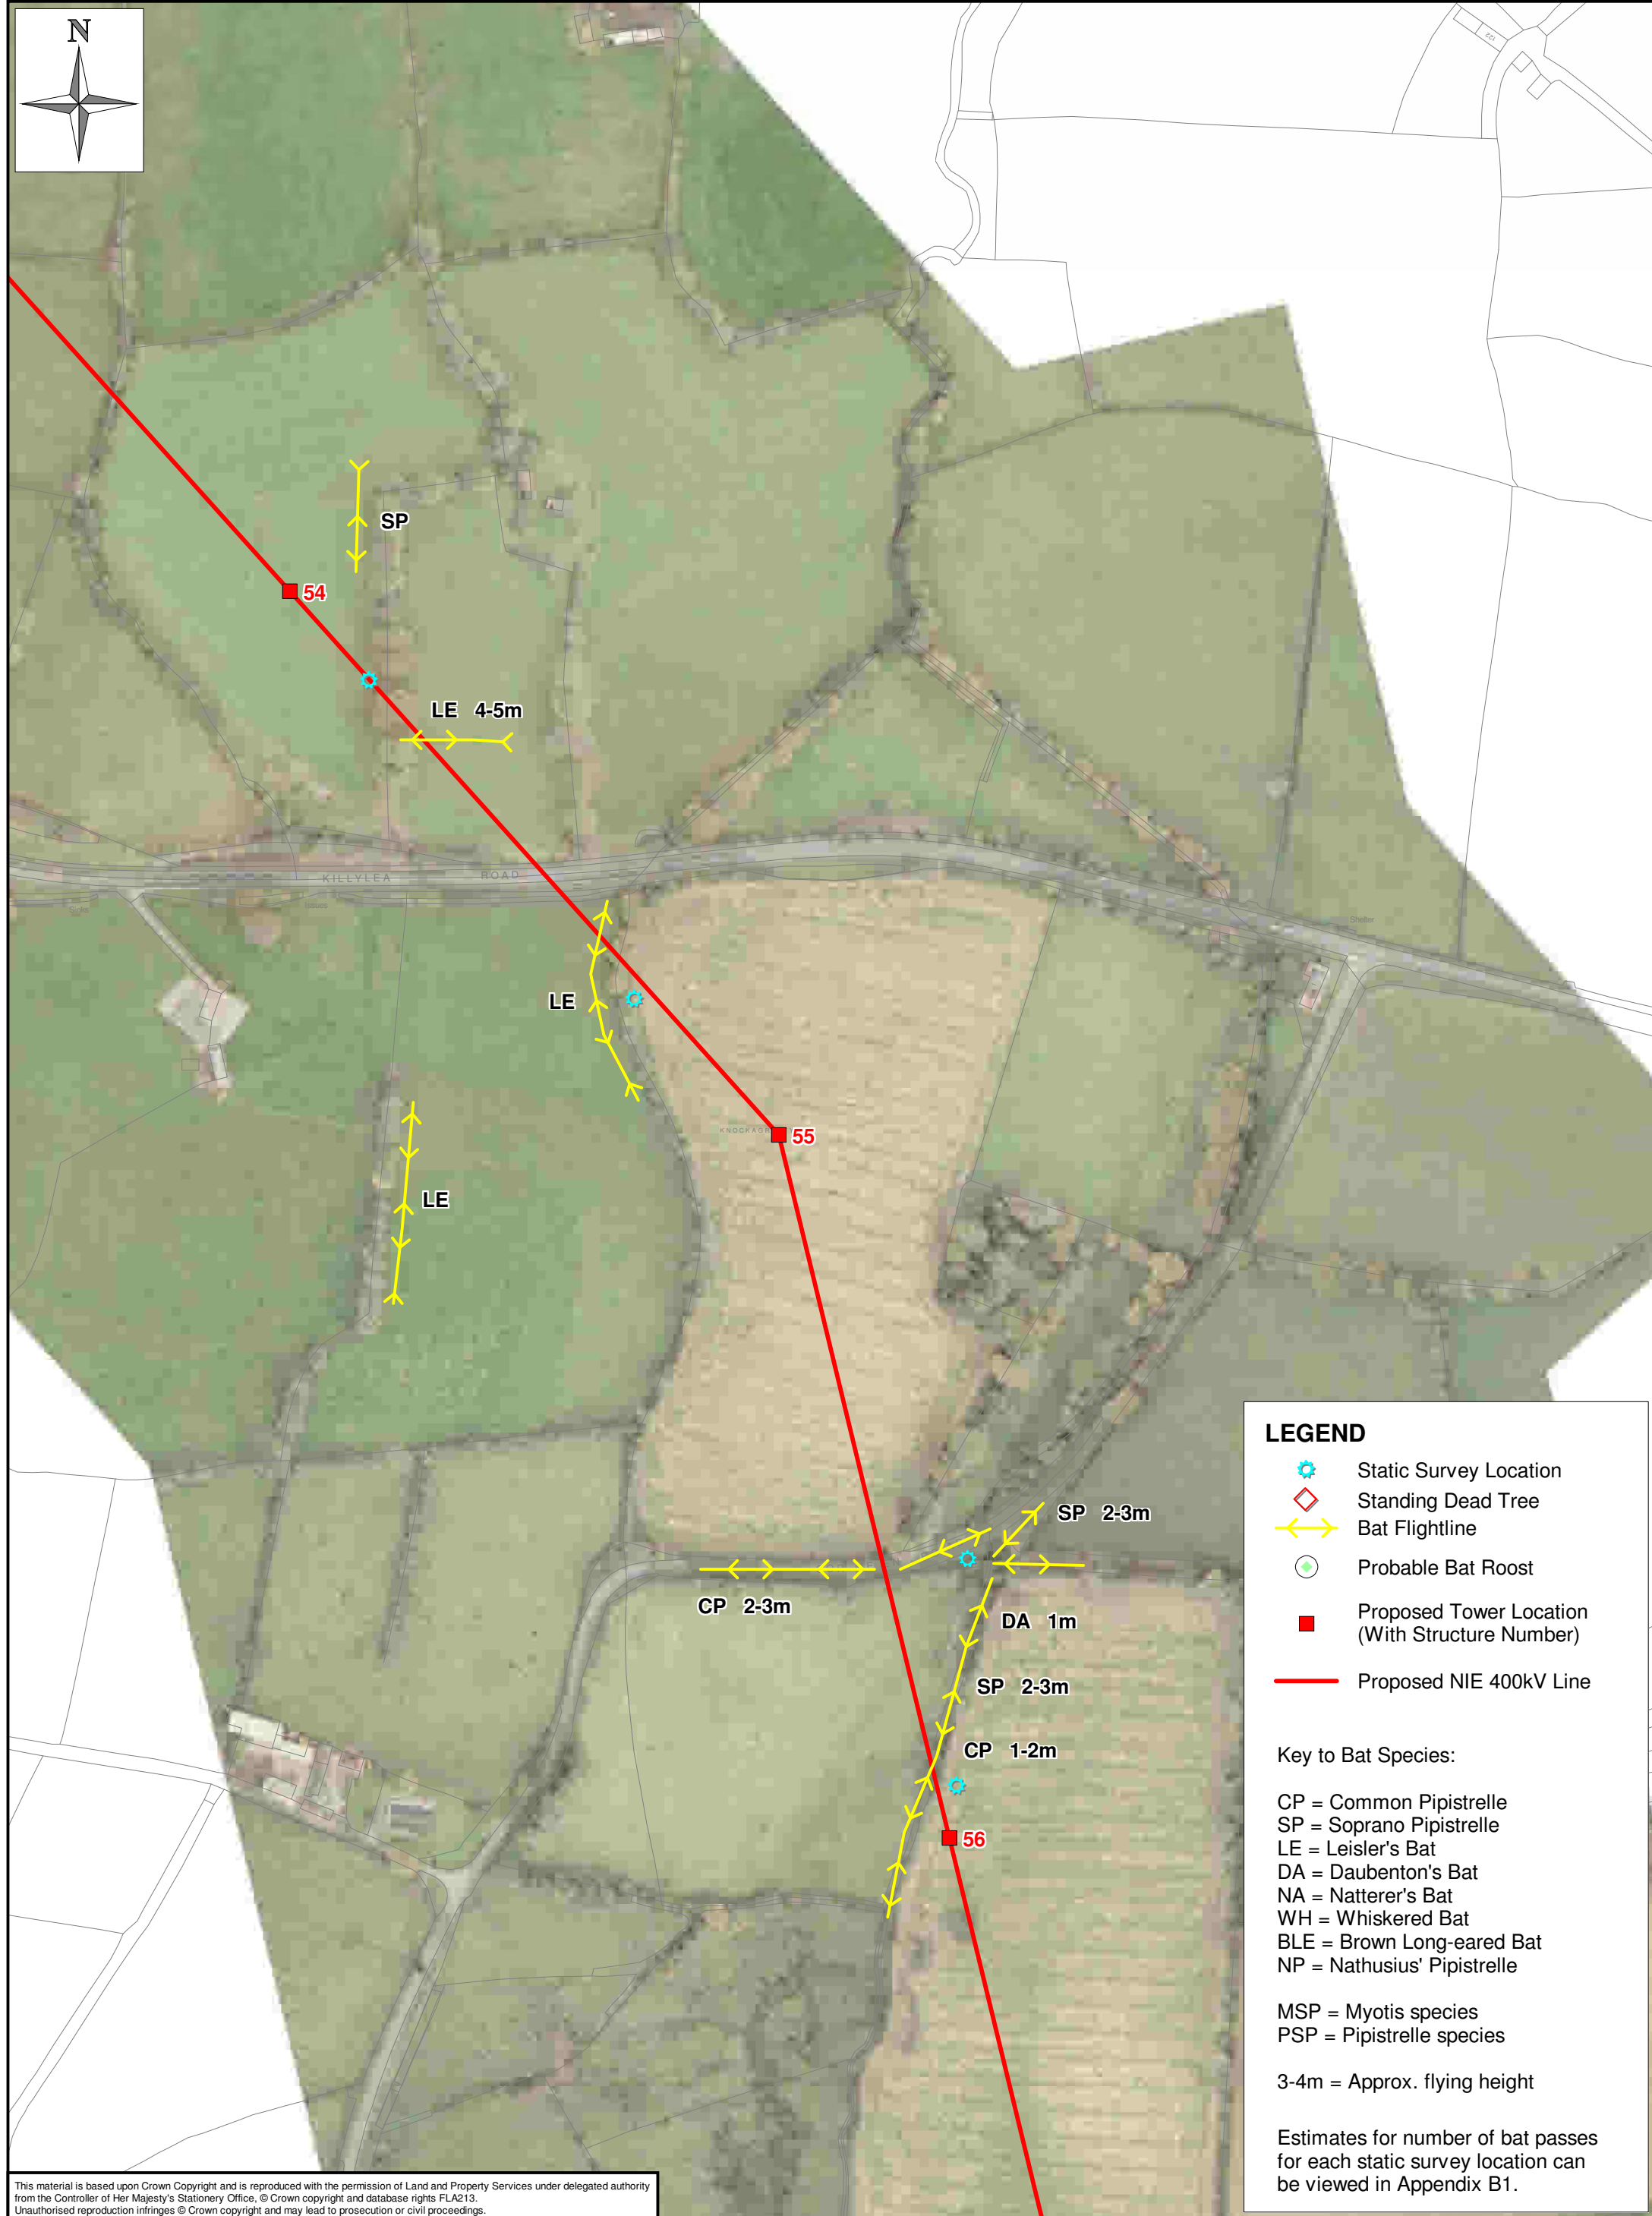 N
122
SP
54
LE 4-5m
KILLYLEA ROAD
Shelter
LE
55
LE
SP 2-3m
CP 2-3m
DA 1m
SP 2-3m
CP 1-2m
56
LEGEND
Static Survey Location
Standing Dead Tree
Bat Flightline
Probable Bat Roost
Proposed Tower Location
(With Structure Number)
Proposed NIE 400kV Line
Key to Bat Species:
CP = Common Pipistrelle
SP = Soprano Pipistrelle
LE = Leisler's Bat
DA = Daubenton's Bat
NA = Natterer's Bat
WH = Whiskered Bat
BLE = Brown Long-eared Bat
NP = Nathusius' Pipistrelle
MSP = Myotis species
PSP = Pipistrelle species
3-4m = Approx. flying height
Estimates for number of bat passes
for each static survey location can
be viewed in Appendix B1.
This material is based upon Crown Copyright and is reproduced with the permission of Land and Property Services under delegated authority
from the Controller of Her Majesty's Stationery Office, © Crown copyright and database rights FLA213.
Unauthorised reproduction infringes © Crown copyright and may lead to prosecution or civil proceedings.